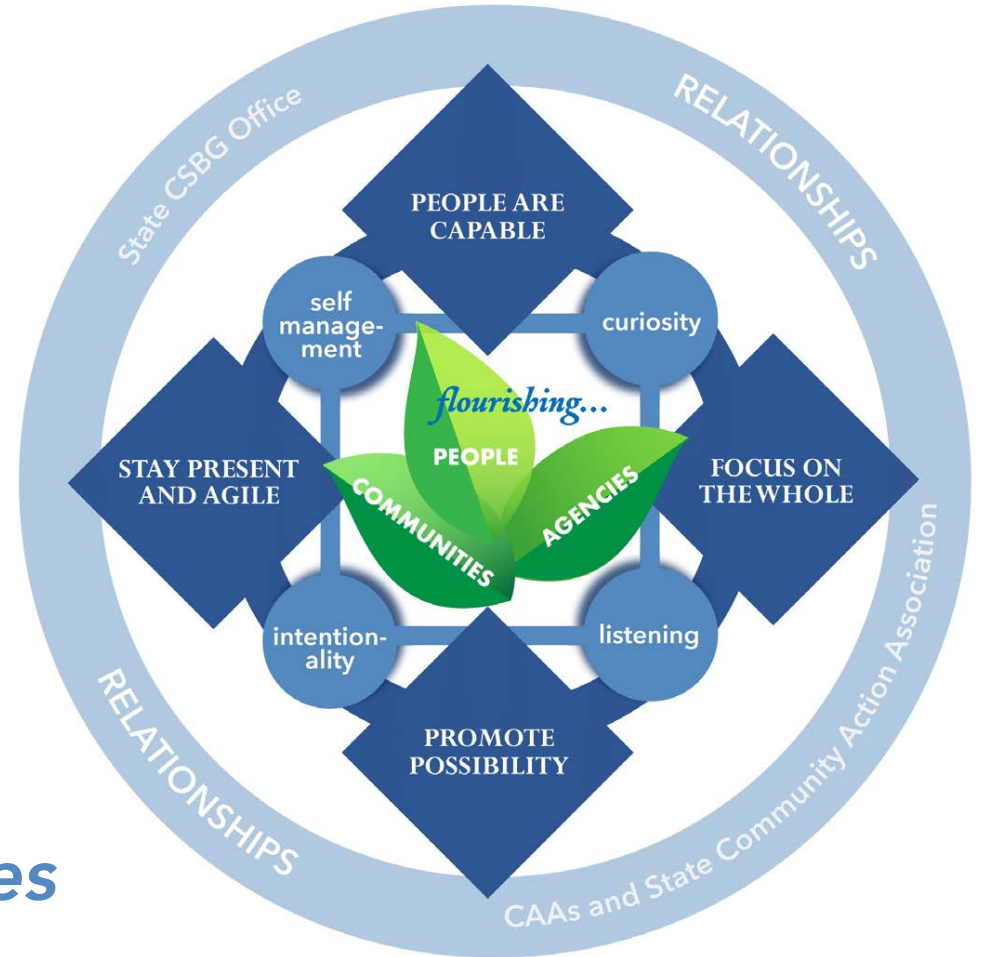 State CSBG Office
RELATIONSHIPS
PEOPLE ARE
CAPABLE
self
manage-
ment
curiosity
flourishing...
PEOPLE
COMMUNITIES
AGENCIES
STAY PRESENT
AND AGILE
FOCUS ON
THE WHOLE
intention-
ality
listening
PROMOTE
POSSIBILITY
RELATIONSHIPS
CAAs and State Community Action Association
es